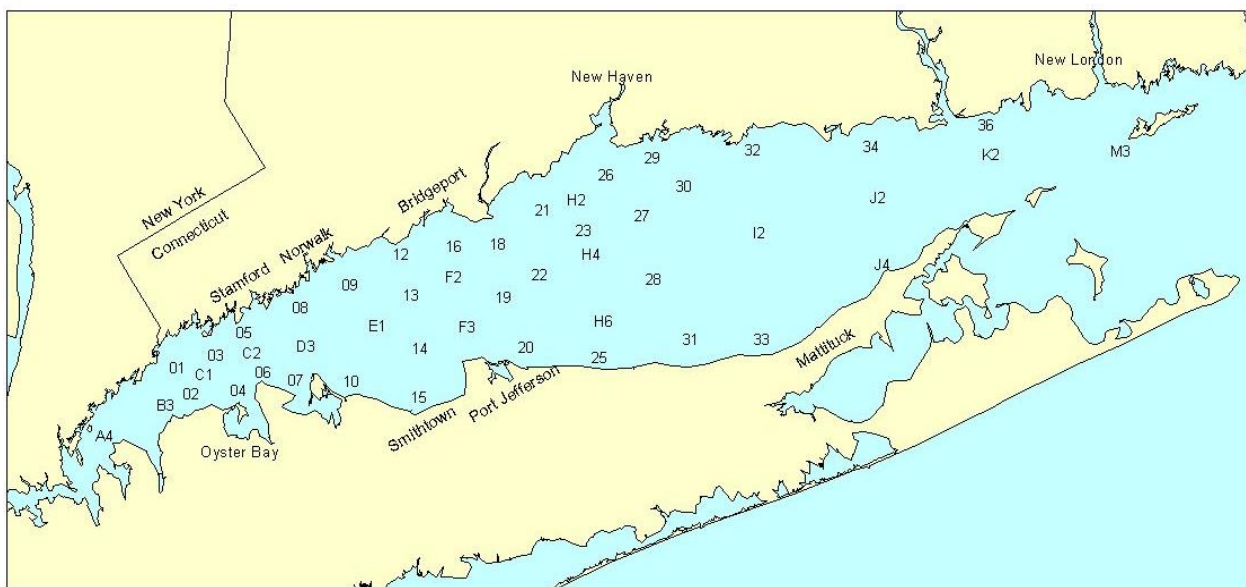 New Haven
New London
36
K2
M3
29
32
34
26
30
Bridgeport
H2
J2
21
27
New York
Connecticut
23
I2
12
16
18
H4
J4
Stamford
Norwalk
F2
22
28
09
13
19
08
05
E1
F3
H6
31
33
C2
D3
14
20
25
03
01
C1
Mattituck
06
07
10
02
04
15
B3
Smithtown
Port Jefferson
A4
Oyster Bay